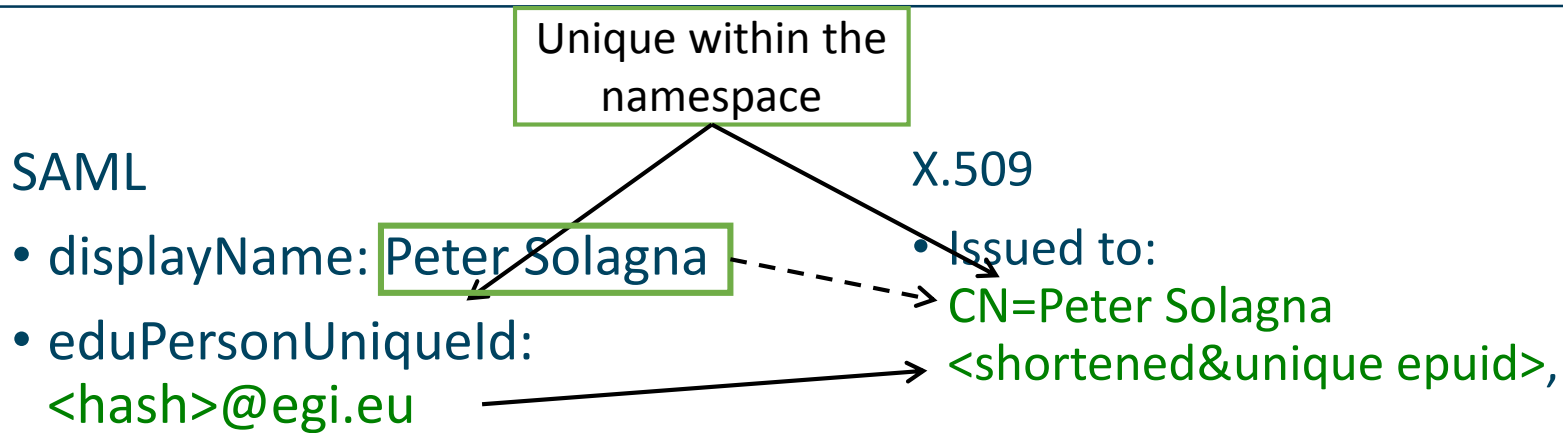 Unique within the
namespace
SAML
• displayName: Peter Solagna
• eduPersonUniqueId:
<hash>@egi.eu
X.509
• Issued to:
CN=Peter Solagna
<shortened&unique epuid>,